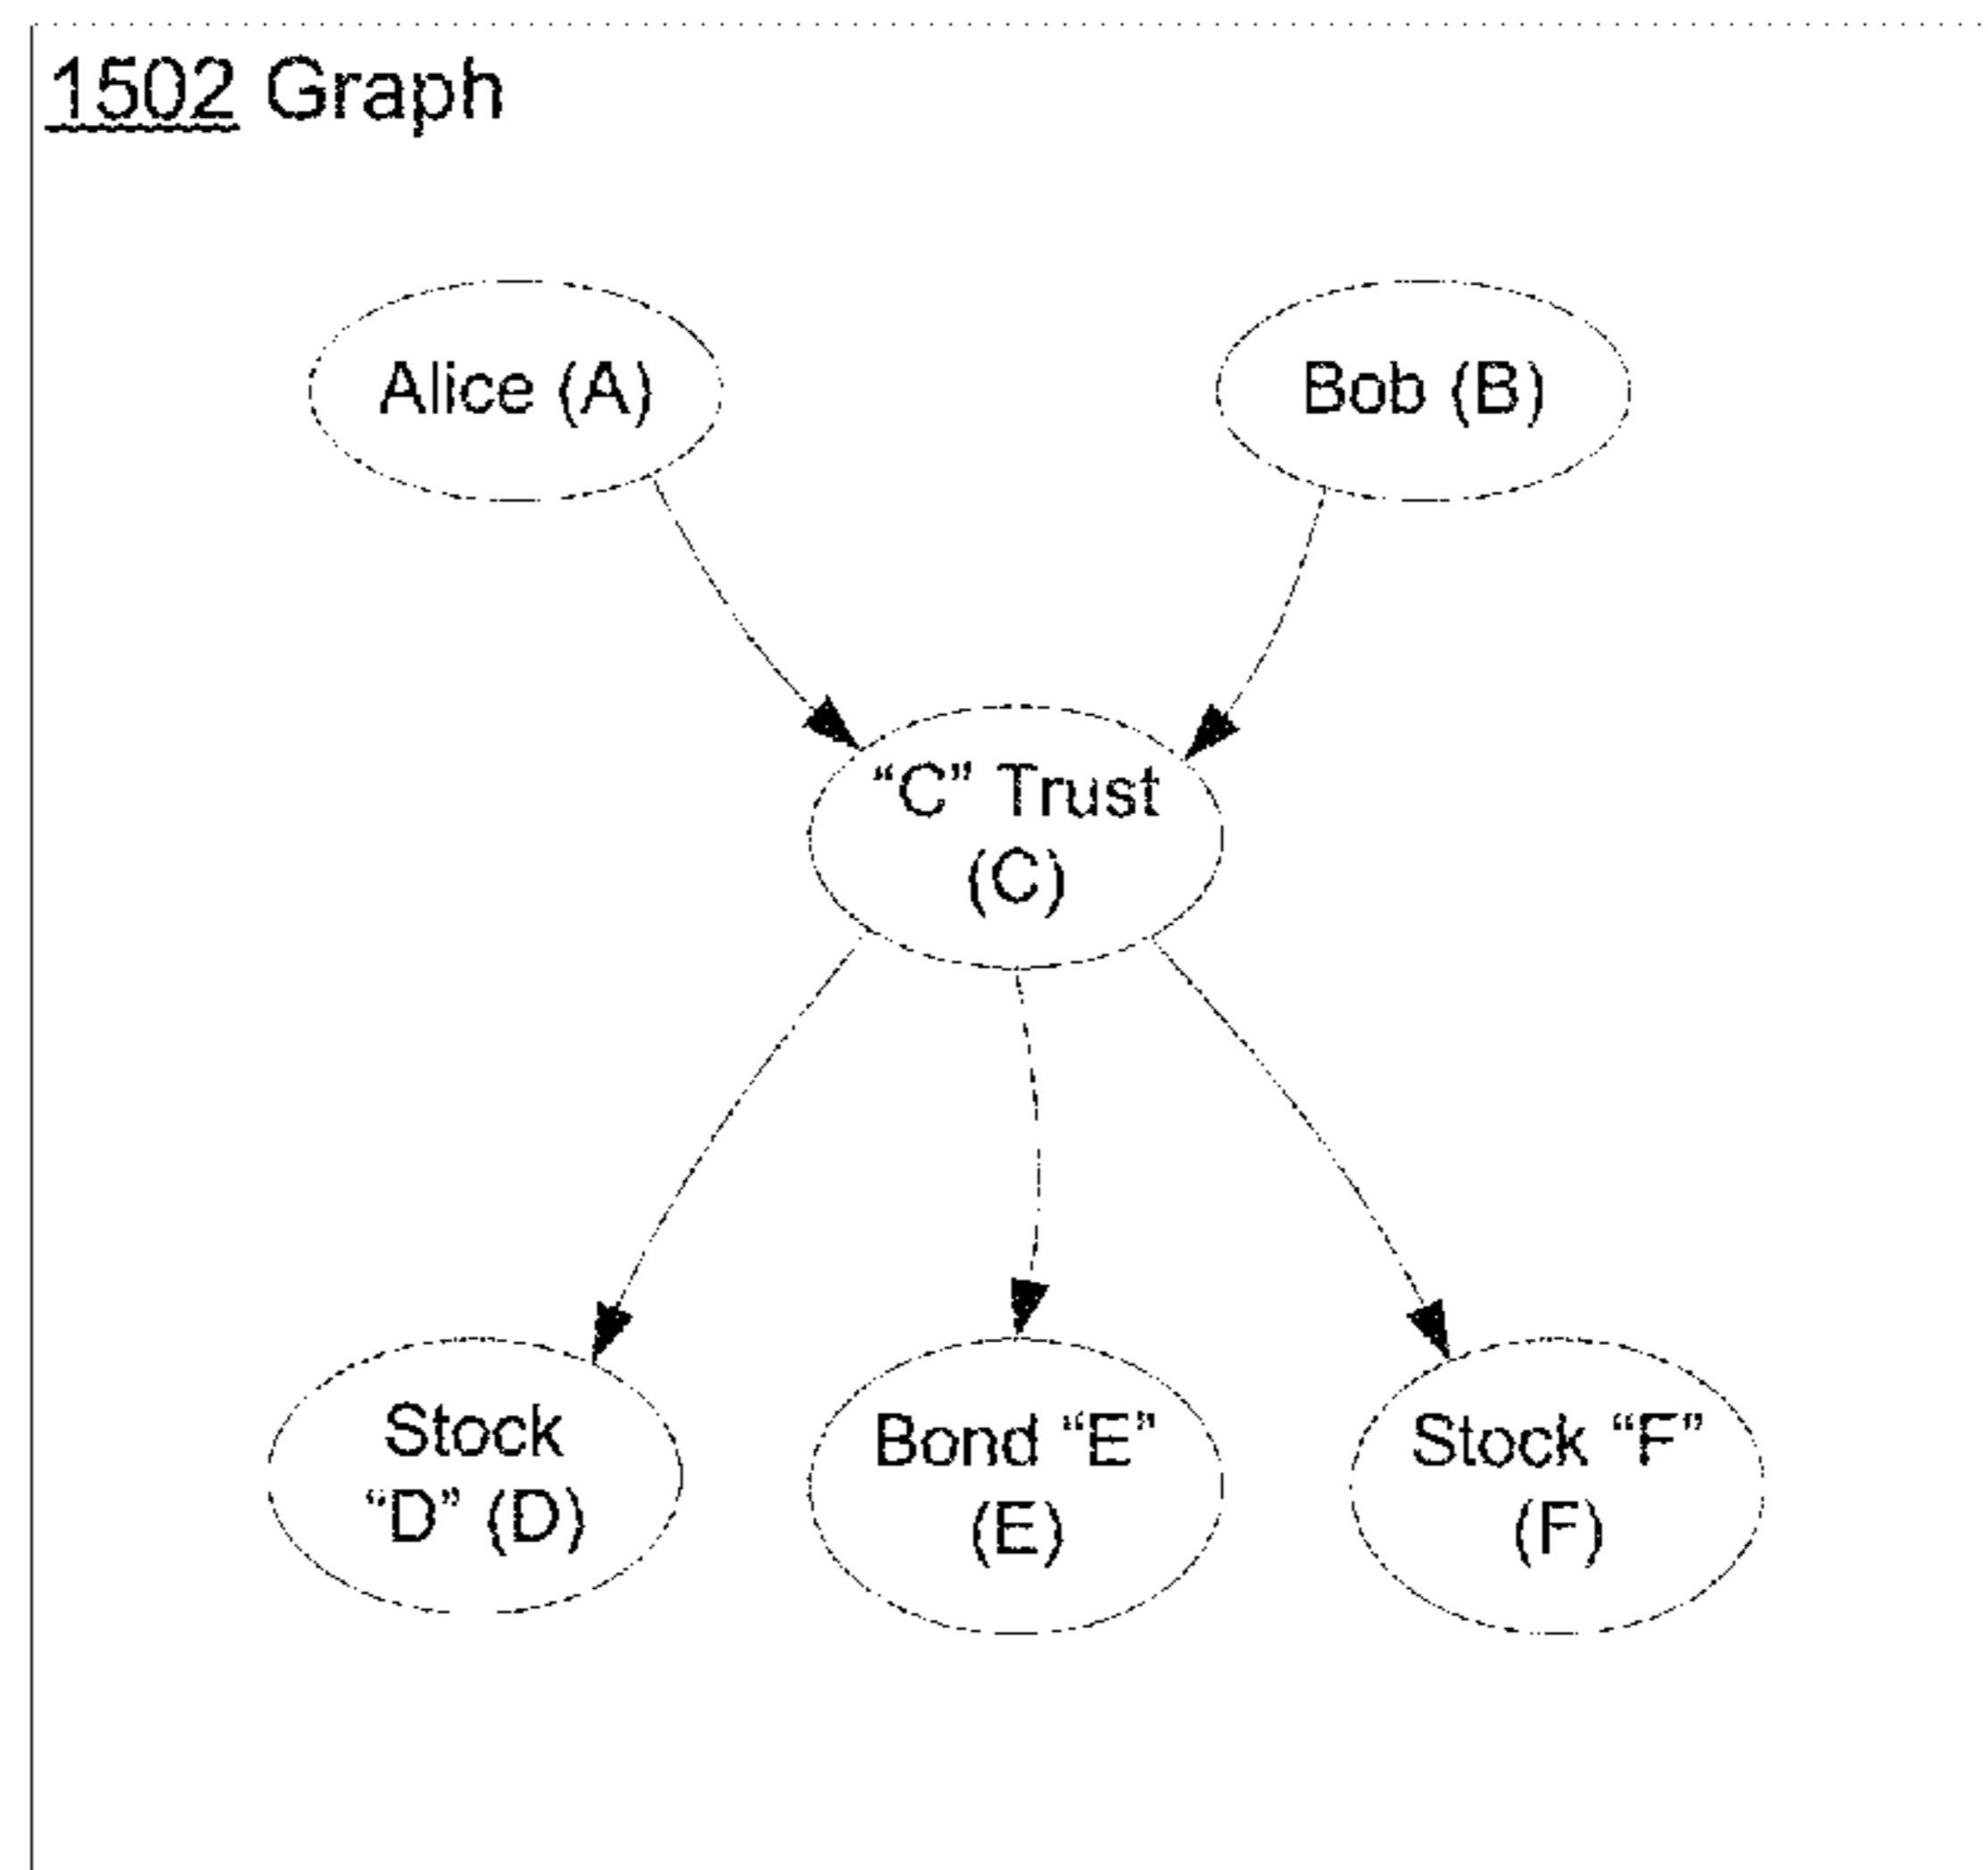 1502 Graph
Alice (A)
Bob (B)
“C” Trust
(C)
Stock
“D” (D)
Bond “E”
(E)
Stock “F”
(F)